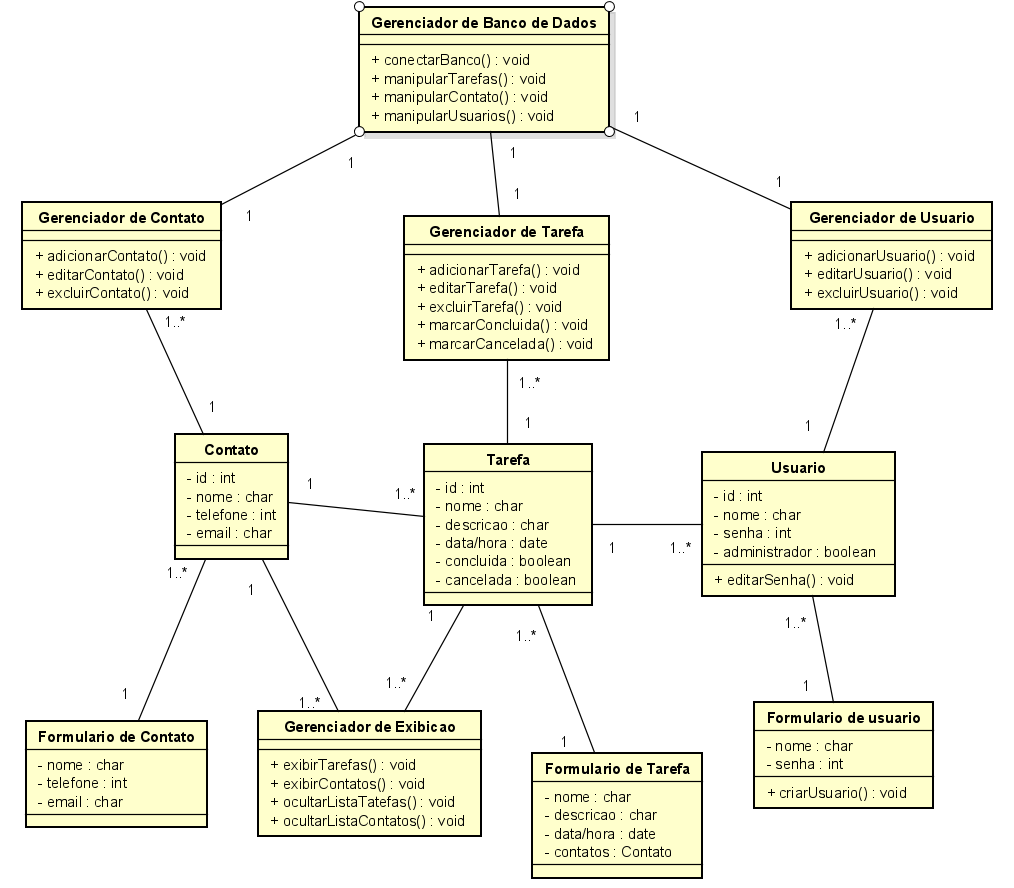 Gerenciador de Banco de Dados
+ conectarBanco() : void
+ manipularTarefas() : void
+ manipularContato() : void
+ manipularUsuarios() : void
1
1
1
1
1
1
Gerenciador de Contato
+ adicionarContato() : void
+ editarContato() : void
+ excluirContato() : void
Gerenciador de Tarefa
+ adicionarTarefa() : void
+ editarTarefa() : void
+ excluirTarefa() : void
+ marcarConcluida() : void
+ marcarCancelada() : void
Gerenciador de Usuario
+ adicionarUsuario() : void
+ editarUsuario() : void
+ excluirUsuario() : void
1..*
1
1..*
1
1..*
1
Contato
- id : int
- nome : char
- telefone : int
- email : char
1
1..*
Tarefa
- id : int
- nome : char
- descricao : char
- data/hora : date
- concluida : boolean
- cancelada : boolean
1
1..*
Usuario
- id : int
- nome : char
- senha : int
- administrador : boolean
+ editarSenha() : void
1..*
1
1
1..*
1
1..*
1..*
1
1..*
1
Formulario de Contato
- nome : char
- telefone : int
- email : char
Gerenciador de Exibicao
+ exibirTarefas() : void
+ exibirContatos() : void
+ ocultarListaTatefas() : void
+ ocultarListaContatos() : void
Formulario de Tarefa
- nome : char
- descricao : char
- data/hora : date
- contatos : Contato
Formulario de usuario
- nome : char
- senha : int
+ criarUsuario() : void